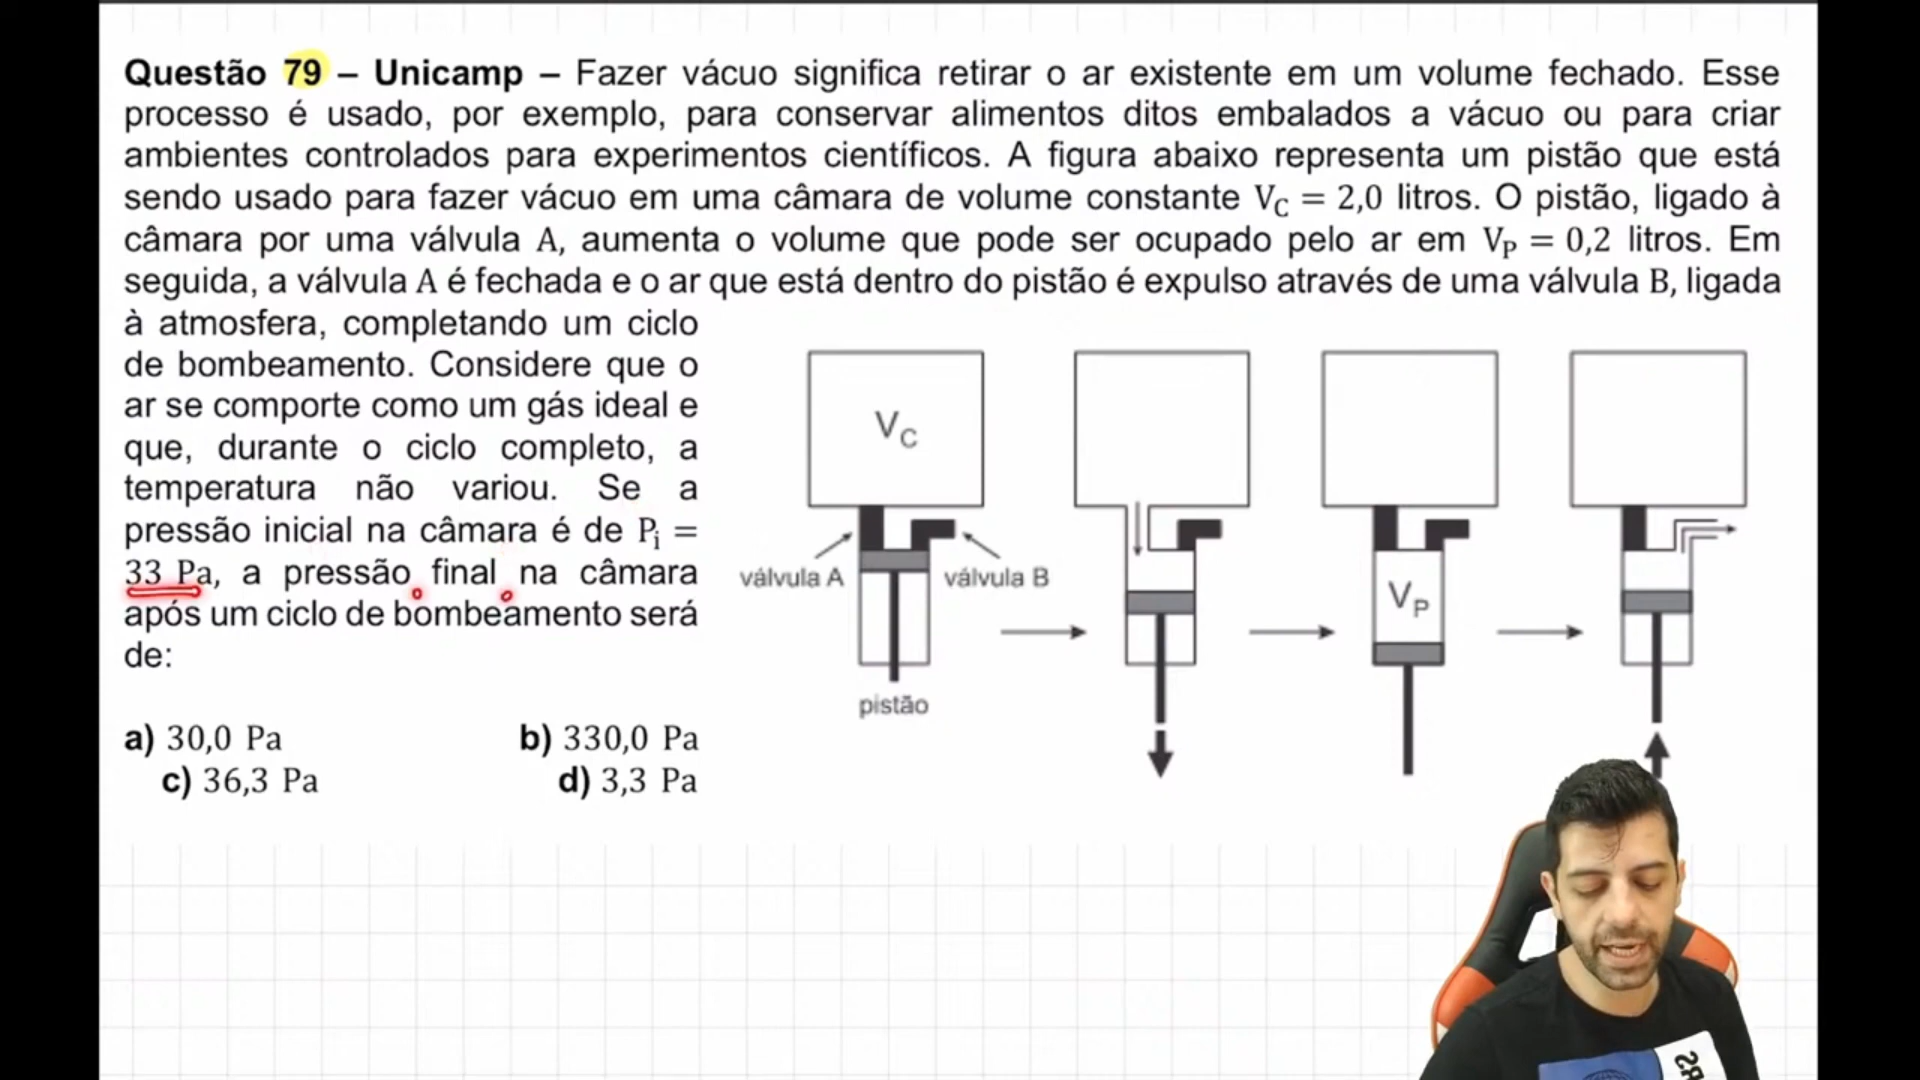 Questão 79 – Unicamp – Fazer vácuo significa retirar o ar existente em um volume fechado. Esse
processo é usado, por exemplo, para conservar alimentos ditos embalados a vácuo ou para criar
ambientes controlados para experimentos científicos. A figura abaixo representa um pistão que está
sendo usado para fazer vácuo em uma câmara de volume constante V_C = 2,0 litros. O pistão, ligado à
câmara por uma válvula A, aumenta o volume que pode ser ocupado pelo ar em V_P = 0,2 litros. Em
seguida, a válvula A é fechada e o ar que está dentro do pistão é expulso através de uma válvula B, ligada
à atmosfera, completando um ciclo
de bombeamento. Considere que o
ar se comporte como um gás ideal e
que, durante o ciclo completo, a
temperatura não variou. Se a
pressão inicial na câmara é de P_i =
33 Pa, a pressão final na câmara
após um ciclo de bombeamento será
de:
a) 30,0 Pa b) 330,0 Pa
c) 36,3 Pa d) 3,3 Pa
V_C
válvula A
válvula B
V_P
pistão